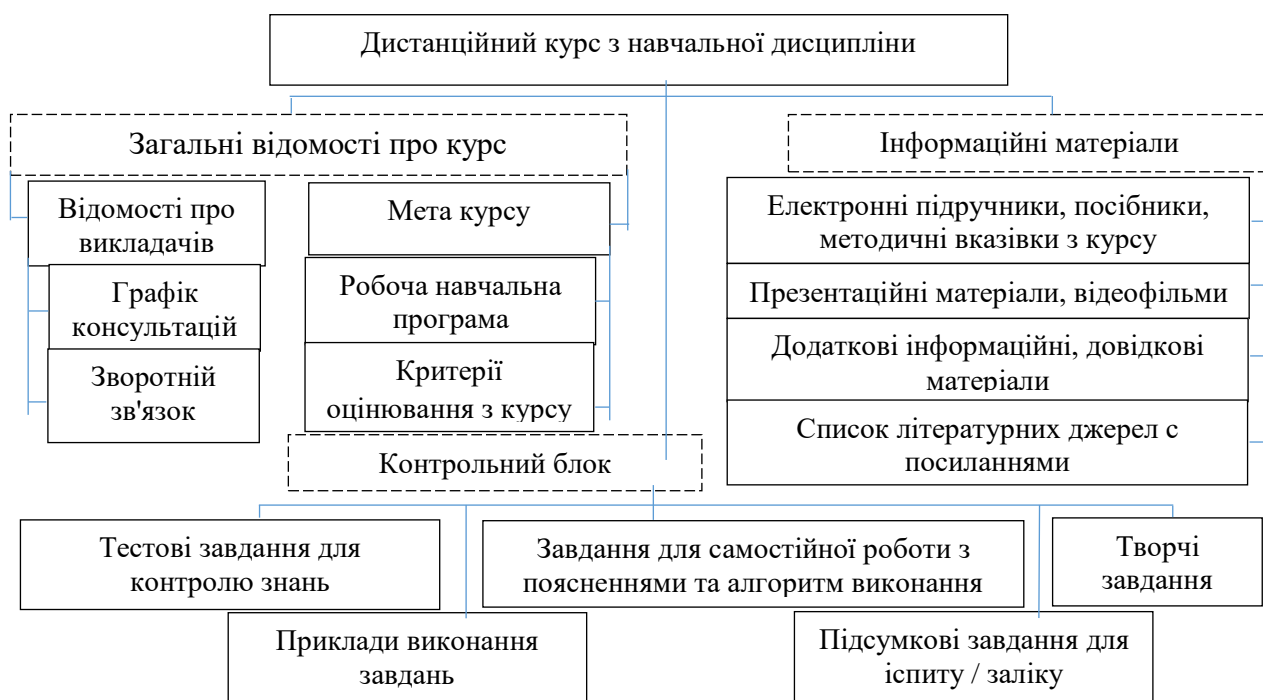 Дистанційний курс з навчальної дисципліни
Загальні відомості про курс
Відомості про
викладачів
Графік
консультацій
Зворотній
зв'язок
Мета курсу
Робоча навчальна
програма
Критерії
оцінювання з курсу
Інформаційні матеріали
Електронні підручники, посібники,
методичні вказівки з курсу
Презентаційні матеріали, відеофільми
Додаткові інформаційні, довідкові
матеріали
Список літературних джерел с
посиланнями
Контрольний блок
Тестові завдання для
контролю знань
Завдання для самостійної роботи з
поясненнями та алгоритм виконання
Творчі
завдання
Приклади виконання
завдань
Підсумкові завдання для
іспиту / заліку